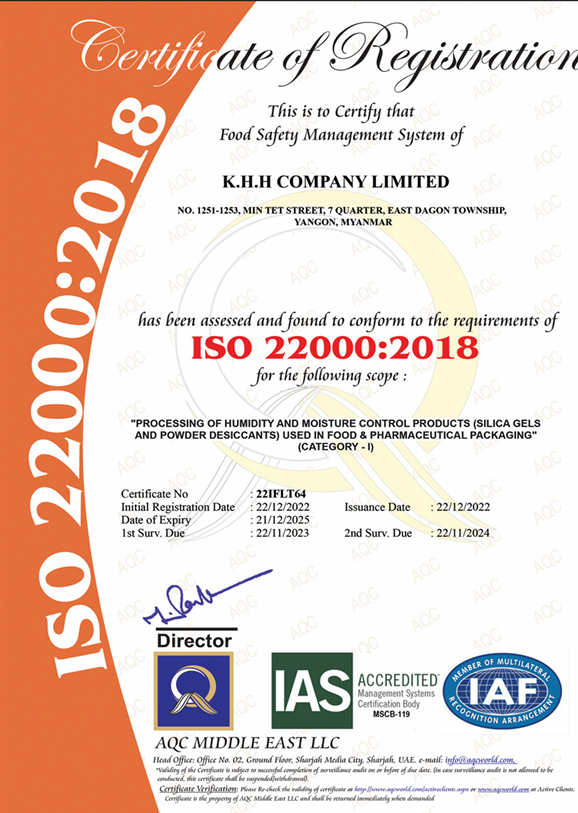 Certificate of Registration
This is to Certify that
Food Safety Management System of
K.H.H COMPANY LIMITED
NO. 1251-1253, MIN TET STREET, 7 QUARTER, EAST DAGON TOWNSHIP,
YANGON, MYANMAR
has been assessed and found to conform to the requirements of
ISO 22000:2018
for the following scope :
"PROCESSING OF HUMIDITY AND MOISTURE CONTROL PRODUCTS (SILICA GELS
AND POWDER DESICCANTS) USED IN FOOD & PHARMACEUTICAL PACKAGING"
(CATEGORY - I)
Certificate No : 22IFLT64
Initial Registration Date : 22/12/2022 Issuance Date : 22/12/2022
Date of Expiry : 21/12/2025
1st Surv. Due : 22/11/2023 2nd Surv. Due : 22/11/2024
ISO 22000:2018
Director
IAS
ACCREDITED
Management Systems
Certification Body
MSCB-119
MEMBER OF MULTILATERAL
IAF
RECOGNITION ARRANGEMENT
AQC MIDDLE EAST LLC
Head Office: Office No. 02, Ground Floor, Sharjah Media City, Sharjah, UAE. e-mail: info@aqcworld.com,
*Validity of the Certificate is subject to successful completion of surveillance audit on or before of due date. (in case surveillance audit is not allowed to be
conducted, this certificate shall be suspended/withdrawal).
Certificate Verification: Please Re-check the validity of certificate at http://www.aqcworld.com/activeclients.aspx or www.aqcworld.com at Active Clients.
Certificate is the property of AQC Middle East LLC and shall be returned immediately when demanded
AQC